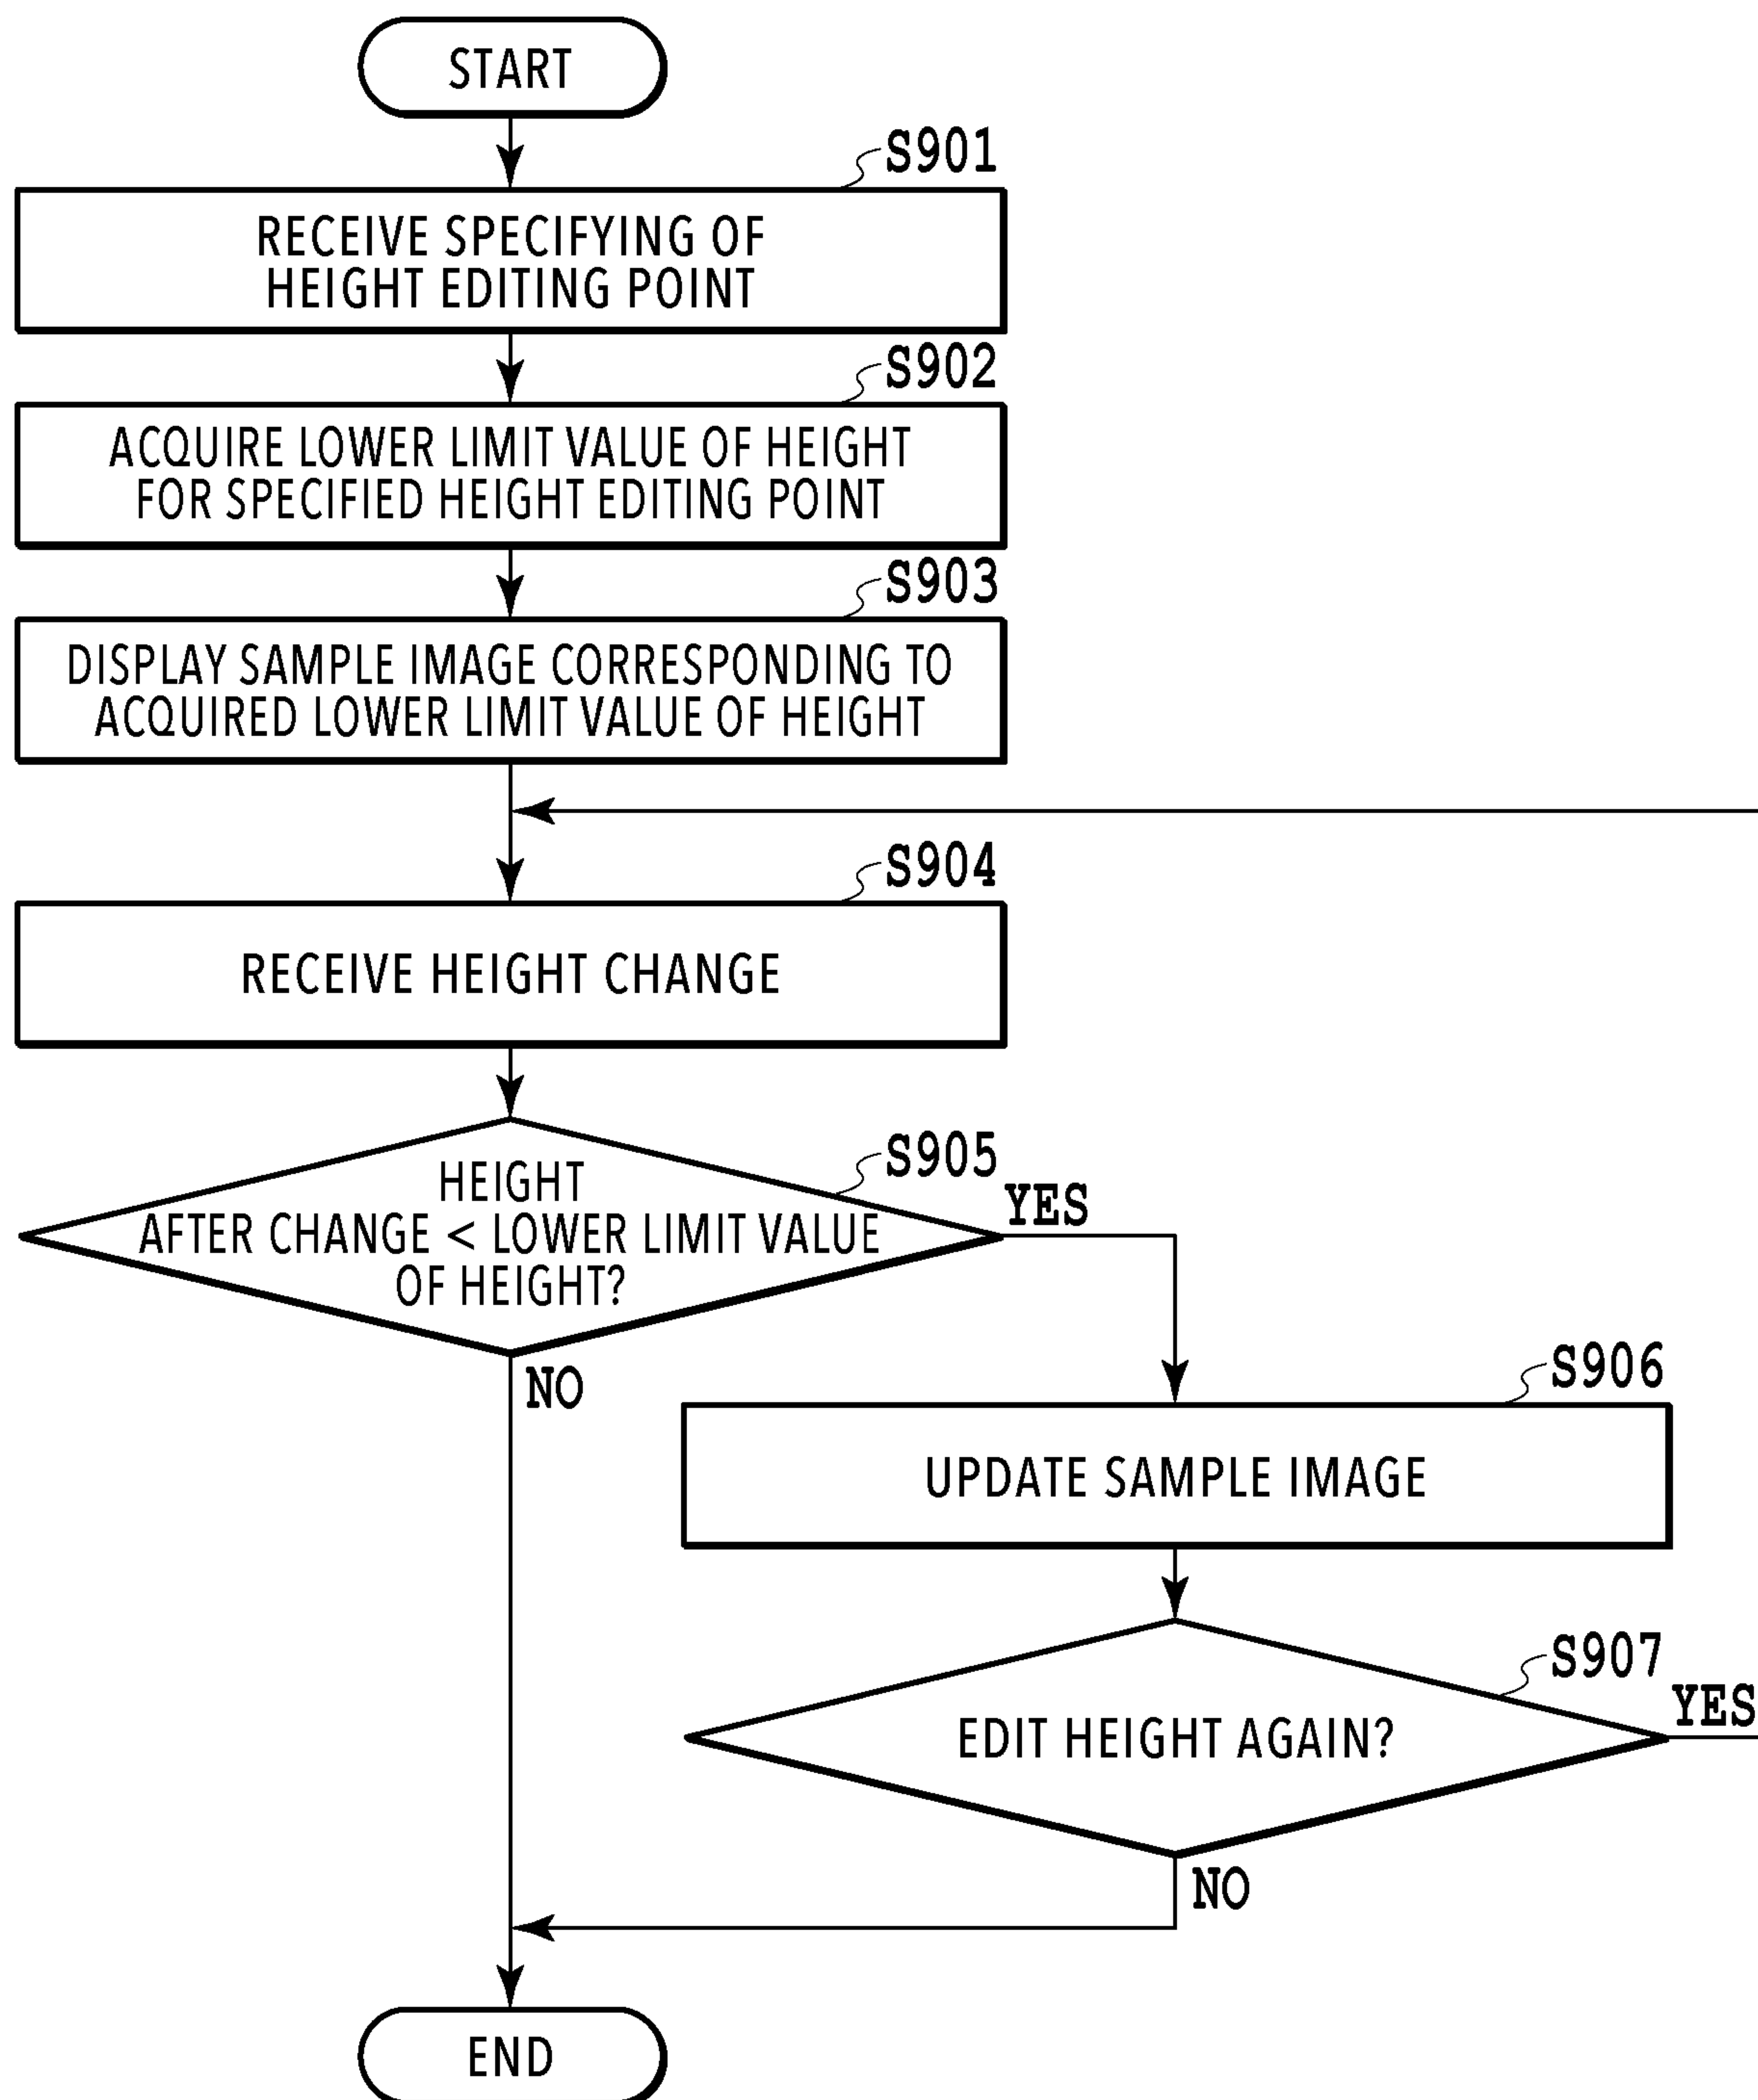 START
S901
RECEIVE SPECIFYING OF
HEIGHT EDITING POINT
S902
ACQUIRE LOWER LIMIT VALUE OF HEIGHT
FOR SPECIFIED HEIGHT EDITING POINT
S903
DISPLAY SAMPLE IMAGE CORRESPONDING TO
ACQUIRED LOWER LIMIT VALUE OF HEIGHT
S904
RECEIVE HEIGHT CHANGE
S905
HEIGHT
AFTER CHANGE < LOWER LIMIT VALUE
OF HEIGHT?
YES
NO
S906
UPDATE SAMPLE IMAGE
S907
EDIT HEIGHT AGAIN?
YES
NO
END